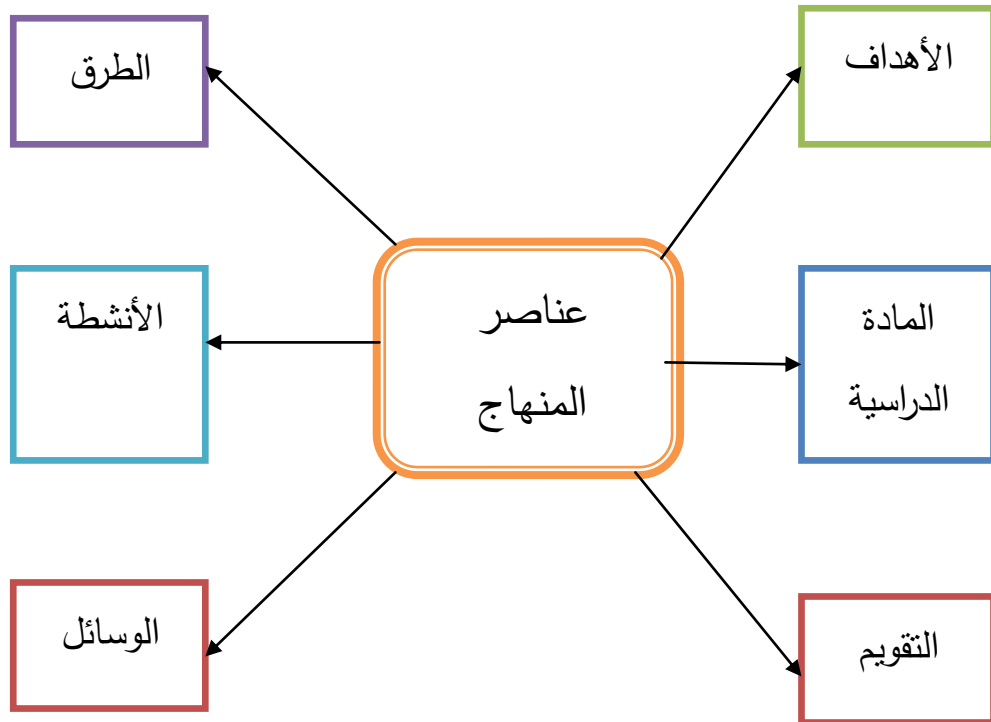 الأهداف
الطرق
عناصر
المنهاج
المادة
الدراسية
الأنشطة
التقويم
الوسائل